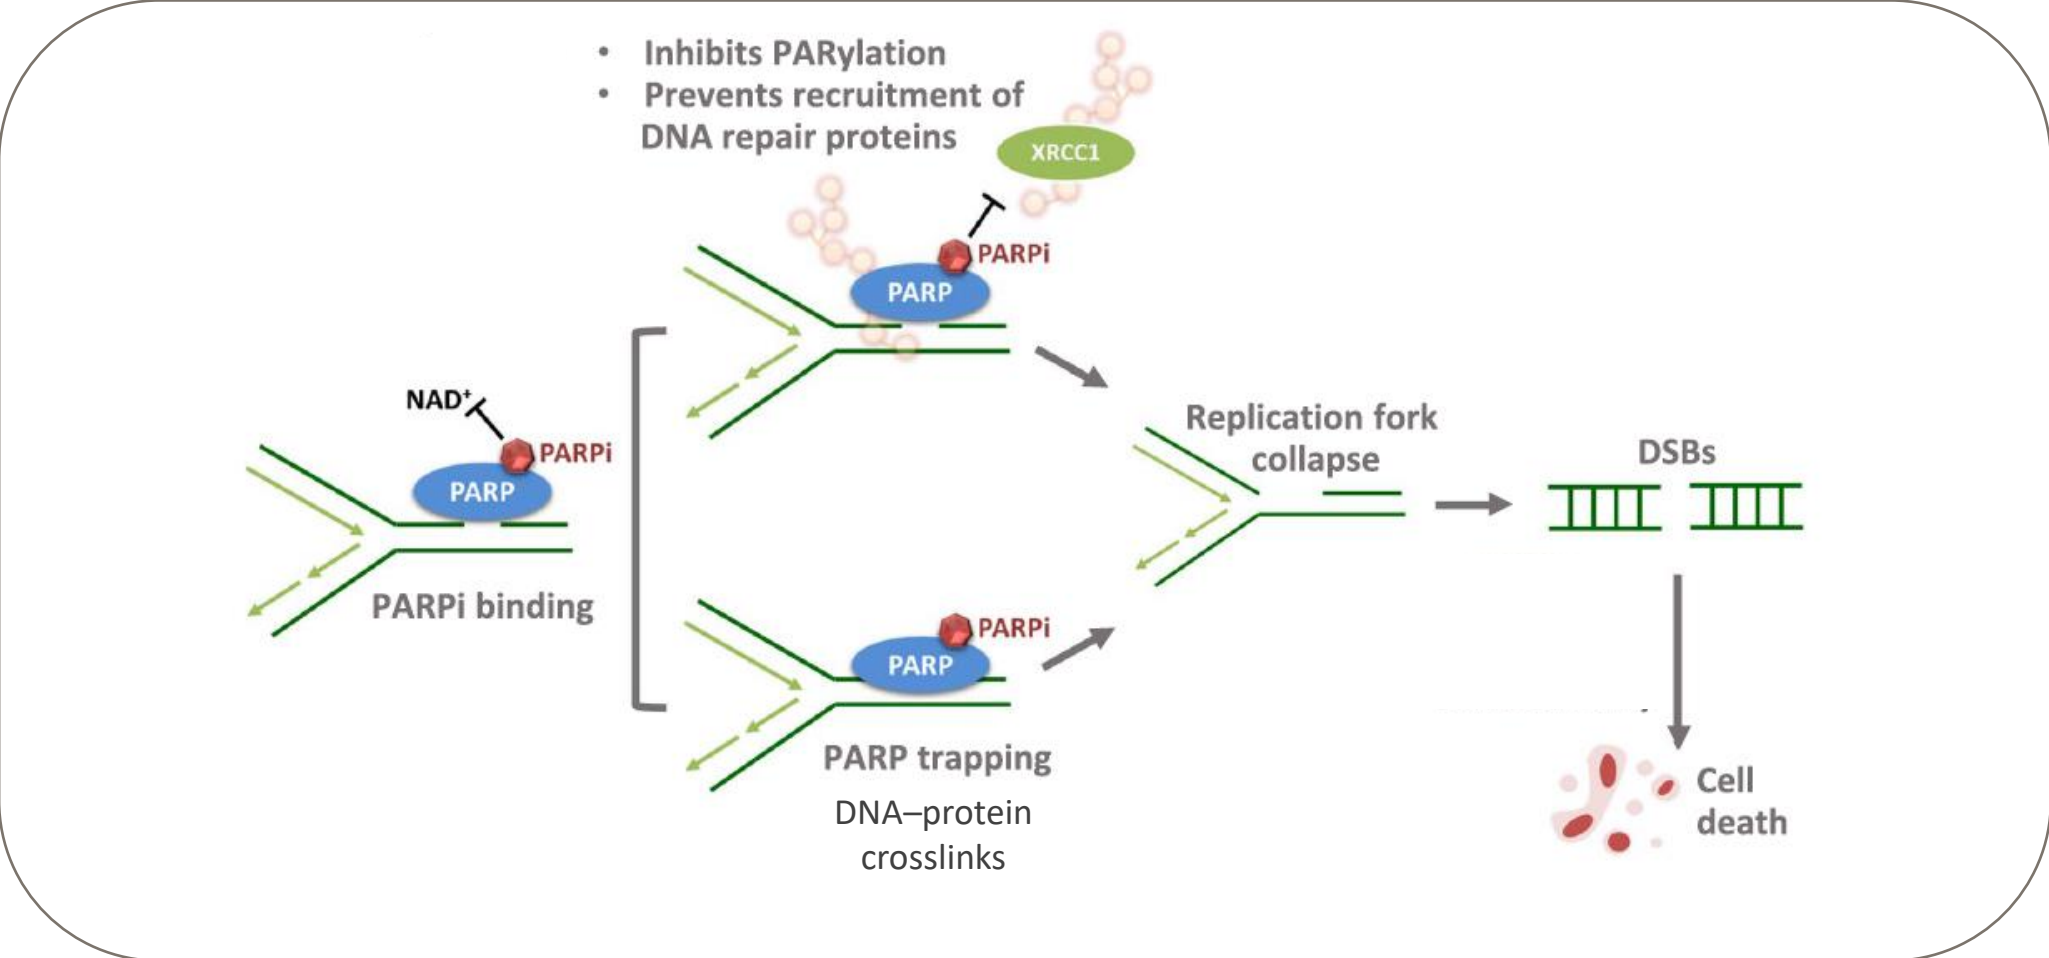 • Inhibits PARylation
• Prevents recruitment of
DNA repair proteins
XRCC1
PARPi
PARP
NAD⁺
PARPi
PARP
PARPi binding
Replication fork
collapse
DSBs
PARPi
PARP
PARP trapping
DNA–protein
crosslinks
Cell
death